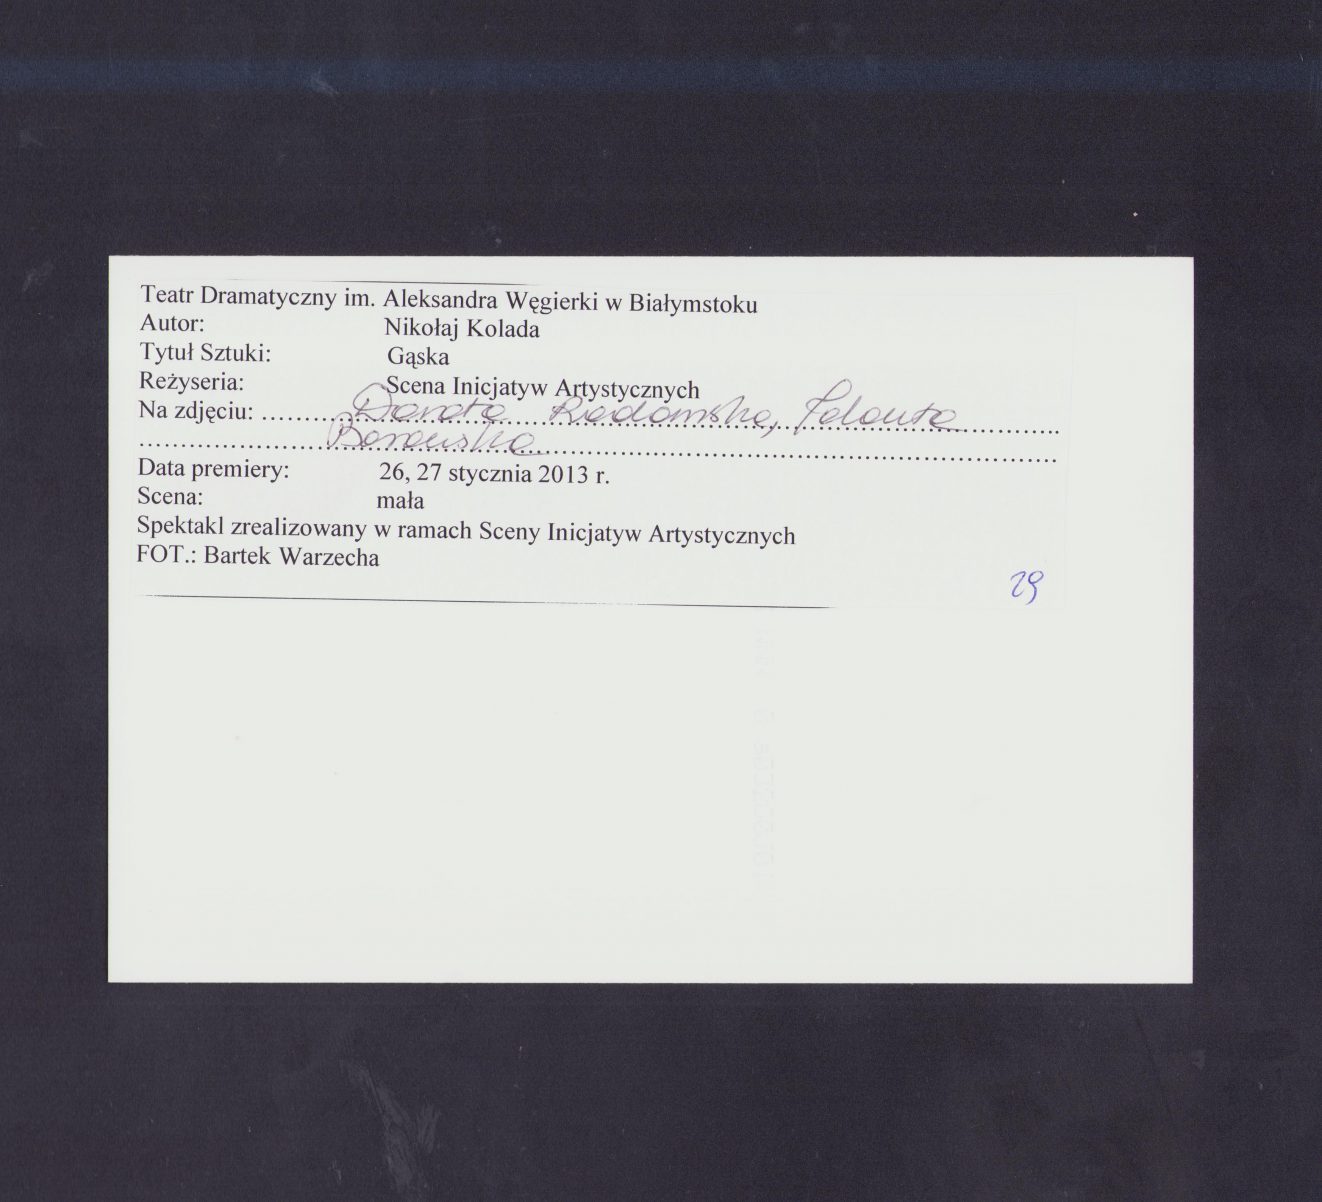 Teatr Dramatyczny im. Aleksandra Węgierki w Białymstoku
Autor: Nikołaj Kolada
Tytuł Sztuki: Gąska
Reżyseria: Scena Inicjatyw Artystycznych
Na zdjęciu: Dorota Radomska, Jolanta
Borowska
Data premiery: 26, 27 stycznia 2013 r.
Scena: mała
Spektakl zrealizowany w ramach Sceny Inicjatyw Artystycznych
FOT.: Bartek Warzecha
29